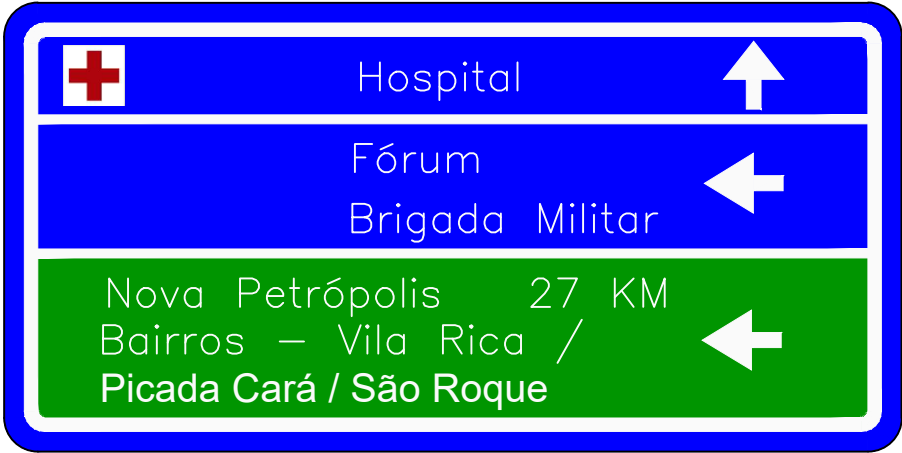 Hospital
Fórum
Brigada Militar
Nova Petrópolis 27 KM
Bairros - Vila Rica /
Picada Cará / São Roque